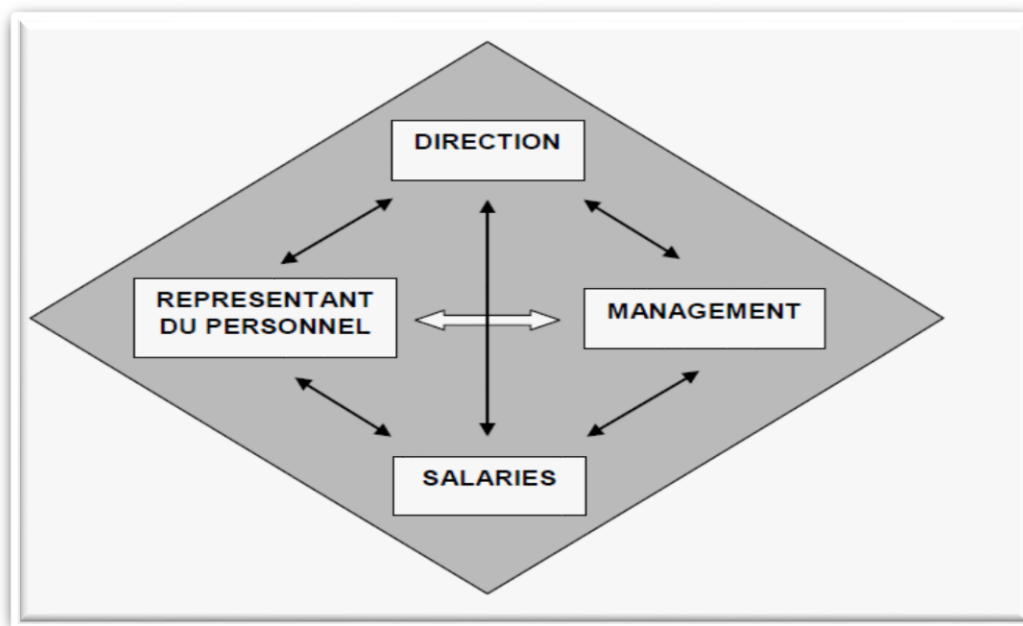 DIRECTION
REPRESENTANT
DU PERSONNEL
MANAGEMENT
SALARIES